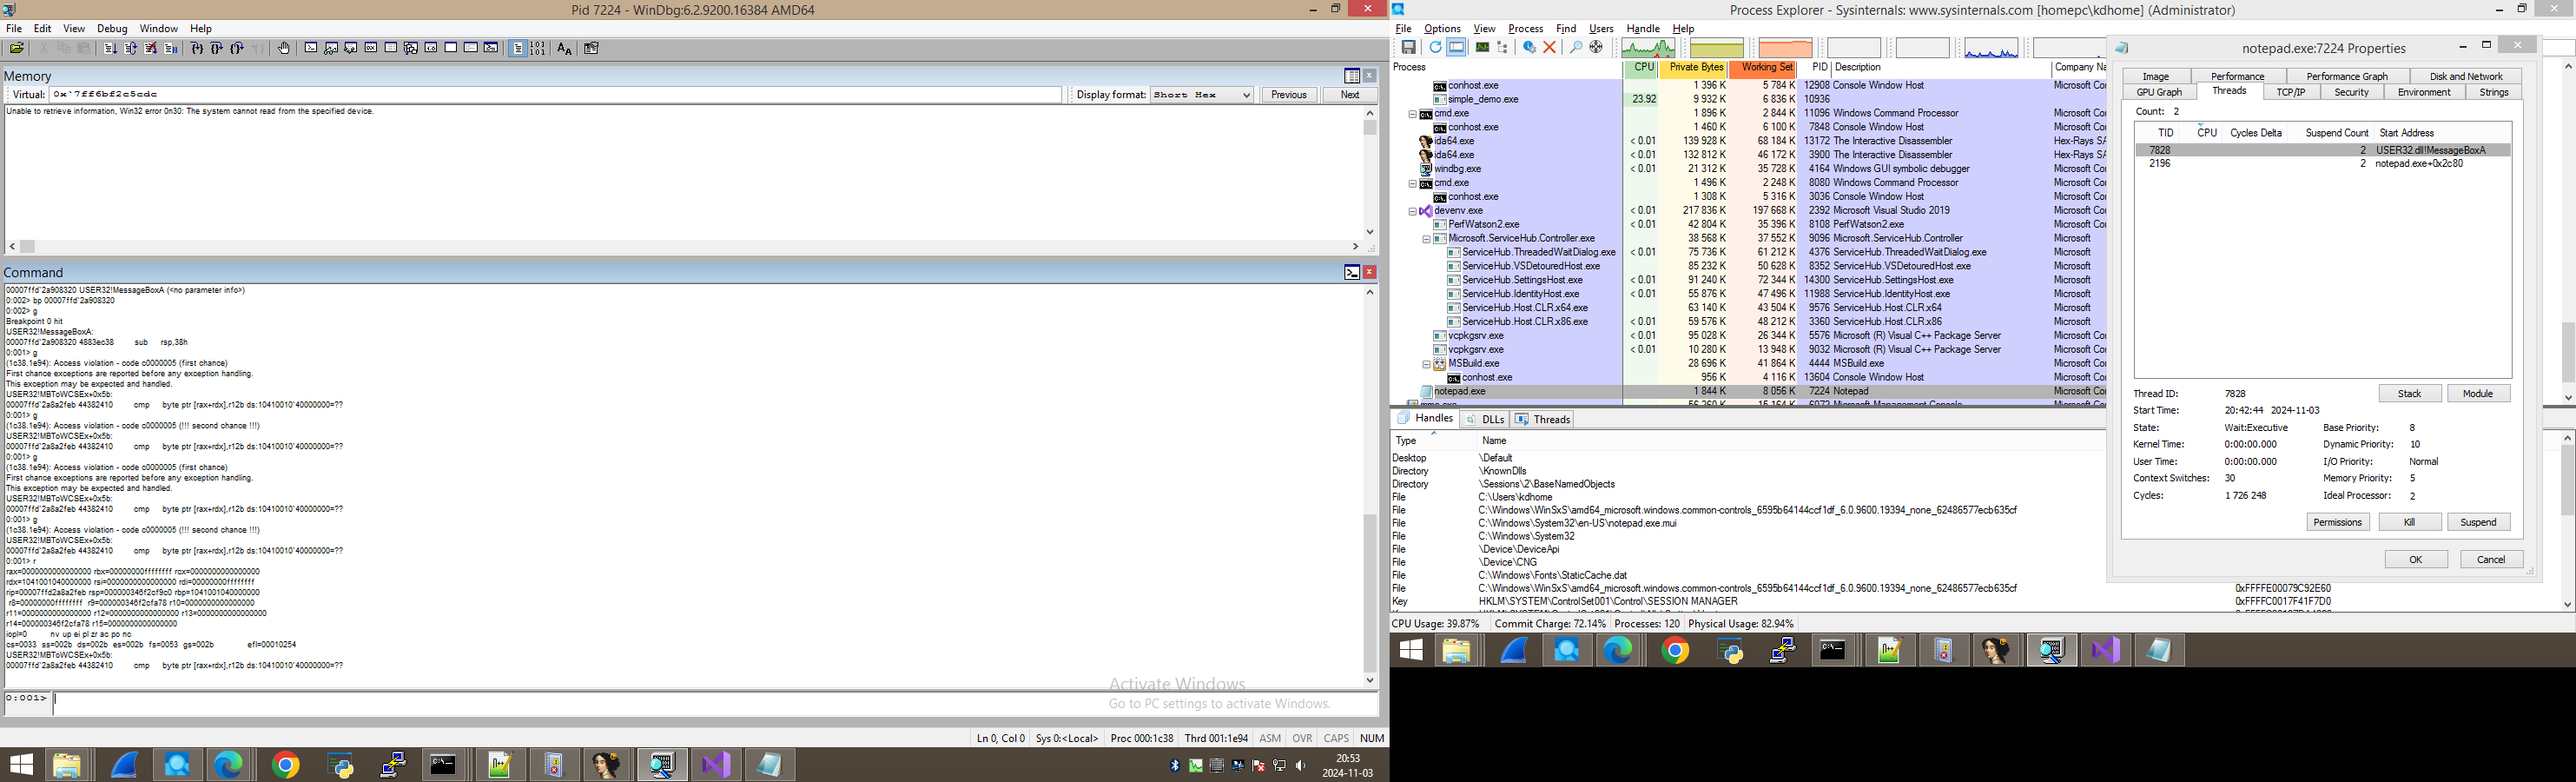 Pid 7224 - WinDbg:6.2.9200.16384 AMD64
File Edit View Debug Window Help
Memory
Virtual: 0x`7ff6bf2c5cdc Display format: Short Hex Previous Next
Unable to retrieve information, Win32 error 0n30: The system cannot read from the specified device.
Command
00007ffd`2a908320 USER32!MessageBoxA (<no parameter info>)
0:002> bp 00007ffd`2a908320
0:002> g
Breakpoint 0 hit
USER32!MessageBoxA:
00007ffd`2a908320 4883ec38 sub rsp,38h
0:001> g
(1c38.1e94): Access violation - code c0000005 (first chance)
First chance exceptions are reported before any exception handling.
This exception may be expected and handled.
USER32!MBToWCSEx+0x5b:
00007ffd`2a8a2feb 44382410 cmp byte ptr [rax+rdx],r12b ds:10410010`40000000=??
0:001> g
(1c38.1e94): Access violation - code c0000005 (!!! second chance !!!)
USER32!MBToWCSEx+0x5b:
00007ffd`2a8a2feb 44382410 cmp byte ptr [rax+rdx],r12b ds:10410010`40000000=??
0:001> g
(1c38.1e94): Access violation - code c0000005 (first chance)
First chance exceptions are reported before any exception handling.
This exception may be expected and handled.
USER32!MBToWCSEx+0x5b:
00007ffd`2a8a2feb 44382410 cmp byte ptr [rax+rdx],r12b ds:10410010`40000000=??
0:001> g
(1c38.1e94): Access violation - code c0000005 (!!! second chance !!!)
USER32!MBToWCSEx+0x5b:
00007ffd`2a8a2feb 44382410 cmp byte ptr [rax+rdx],r12b ds:10410010`40000000=??
0:001> r
rax=0000000000000000 rbx=00000000ffffffff rcx=0000000000000000
rdx=1041001040000000 rsi=0000000000000000 rdi=00000000ffffffff
rip=00007ffd2a8a2feb rsp=000000346f2cf9c0 rbp=1041001040000000
r8=00000000ffffffff r9=000000346f2cfa78 r10=0000000000000000
r11=0000000000000000 r12=0000000000000000 r13=0000000000000000
r14=000000346f2cfa78 r15=0000000000000000
iopl=0 nv up ei pl zr ac po nc
cs=0033 ss=002b ds=002b es=002b fs=0053 gs=002b efl=00010254
USER32!MBToWCSEx+0x5b:
00007ffd`2a8a2feb 44382410 cmp byte ptr [rax+rdx],r12b ds:10410010`40000000=??
0:001>
Activate Windows
Go to PC settings to activate Windows.
Ln 0, Col 0 Sys 0:<Local> Proc 000:1c38 Thrd 001:1e94 ASM OVR CAPS NUM
20:53
2024-11-03
Process Explorer - Sysinternals: www.sysinternals.com [homepc\kdhome] (Administrator)
File Options View Process Find Users Handle Help
Process CPU Private Bytes Working Set PID Description Company Na
conhost.exe 1 396 K 5 784 K 12908 Console Window Host Microsoft Cor
simple_demo.exe 23.92 9 932 K 6 836 K 10936
cmd.exe 1 896 K 2 844 K 11096 Windows Command Processor Microsoft Cor
conhost.exe 1 460 K 6 100 K 7848 Console Window Host Microsoft Cor
ida64.exe < 0.01 139 928 K 68 184 K 13172 The Interactive Disassembler Hex-Rays SA
ida64.exe < 0.01 132 812 K 46 172 K 3900 The Interactive Disassembler Hex-Rays SA
windbg.exe < 0.01 21 312 K 35 728 K 4164 Windows GUI symbolic debugger Microsoft Cor
cmd.exe 1 496 K 2 248 K 8080 Windows Command Processor Microsoft Cor
conhost.exe 1 308 K 5 316 K 3036 Console Window Host Microsoft Cor
devenv.exe < 0.01 217 836 K 197 668 K 2392 Microsoft Visual Studio 2019 Microsoft Cor
PerfWatson2.exe < 0.01 42 804 K 35 396 K 8108 PerfWatson2.exe Microsoft Cor
Microsoft.ServiceHub.Controller.exe 38 568 K 37 552 K 9096 Microsoft.ServiceHub.Controller Microsoft
ServiceHub.ThreadedWaitDialog.exe < 0.01 75 736 K 61 212 K 4376 ServiceHub.ThreadedWaitDialog.exe Microsoft
ServiceHub.VSDetouredHost.exe 85 232 K 50 628 K 8352 ServiceHub.VSDetouredHost.exe Microsoft
ServiceHub.SettingsHost.exe < 0.01 91 240 K 72 344 K 14300 ServiceHub.SettingsHost.exe Microsoft
ServiceHub.IdentityHost.exe < 0.01 55 876 K 47 496 K 11988 ServiceHub.IdentityHost.exe Microsoft
ServiceHub.Host.CLR.x64.exe 63 140 K 43 504 K 9576 ServiceHub.Host.CLR.x64 Microsoft
ServiceHub.Host.CLR.x86.exe < 0.01 59 576 K 48 212 K 3360 ServiceHub.Host.CLR.x86 Microsoft
vcpkgsrv.exe < 0.01 95 028 K 26 344 K 5576 Microsoft (R) Visual C++ Package Server Microsoft Cor
vcpkgsrv.exe < 0.01 10 280 K 13 948 K 9032 Microsoft (R) Visual C++ Package Server Microsoft Cor
MSBuild.exe 28 696 K 41 864 K 4444 MSBuild.exe Microsoft Cor
conhost.exe 956 K 4 116 K 13604 Console Window Host Microsoft Cor
notepad.exe 1 844 K 8 056 K 7224 Notepad Microsoft Cor
Handles DLLs Threads
Type Name
Desktop \Default
Directory \KnownDlls
Directory \Sessions\2\BaseNamedObjects
File C:\Users\kdhome
File C:\Windows\WinSxS\amd64_microsoft.windows.common-controls_6595b64144ccf1df_6.0.9600.19394_none_62486577ecb635cf
File C:\Windows\System32\en-US\notepad.exe.mui
File C:\Windows\System32
File \Device\DeviceApi
File \Device\CNG
File C:\Windows\Fonts\StaticCache.dat
File C:\Windows\WinSxS\amd64_microsoft.windows.common-controls_6595b64144ccf1df_6.0.9600.19394_none_62486577ecb635cf 0xFFFFE00079C92E60
Key HKLM\SYSTEM\ControlSet001\Control\SESSION MANAGER 0xFFFFC0017F41F7D0
CPU Usage: 39.87% Commit Charge: 72.14% Processes: 120 Physical Usage: 82.94%
notepad.exe:7224 Properties
Image Performance Performance Graph Disk and Network
GPU Graph Threads TCP/IP Security Environment Strings
Count: 2
TID CPU Cycles Delta Suspend Count Start Address
7828 2 USER32.dll!MessageBoxA
2196 2 notepad.exe+0x2c80
Thread ID: 7828 Stack Module
Start Time: 20:42:44 2024-11-03
State: Wait:Executive Base Priority: 8
Kernel Time: 0:00:00.000 Dynamic Priority: 10
User Time: 0:00:00.000 I/O Priority: Normal
Context Switches: 30 Memory Priority: 5
Cycles: 1 726 248 Ideal Processor: 2
Permissions Kill Suspend
OK Cancel